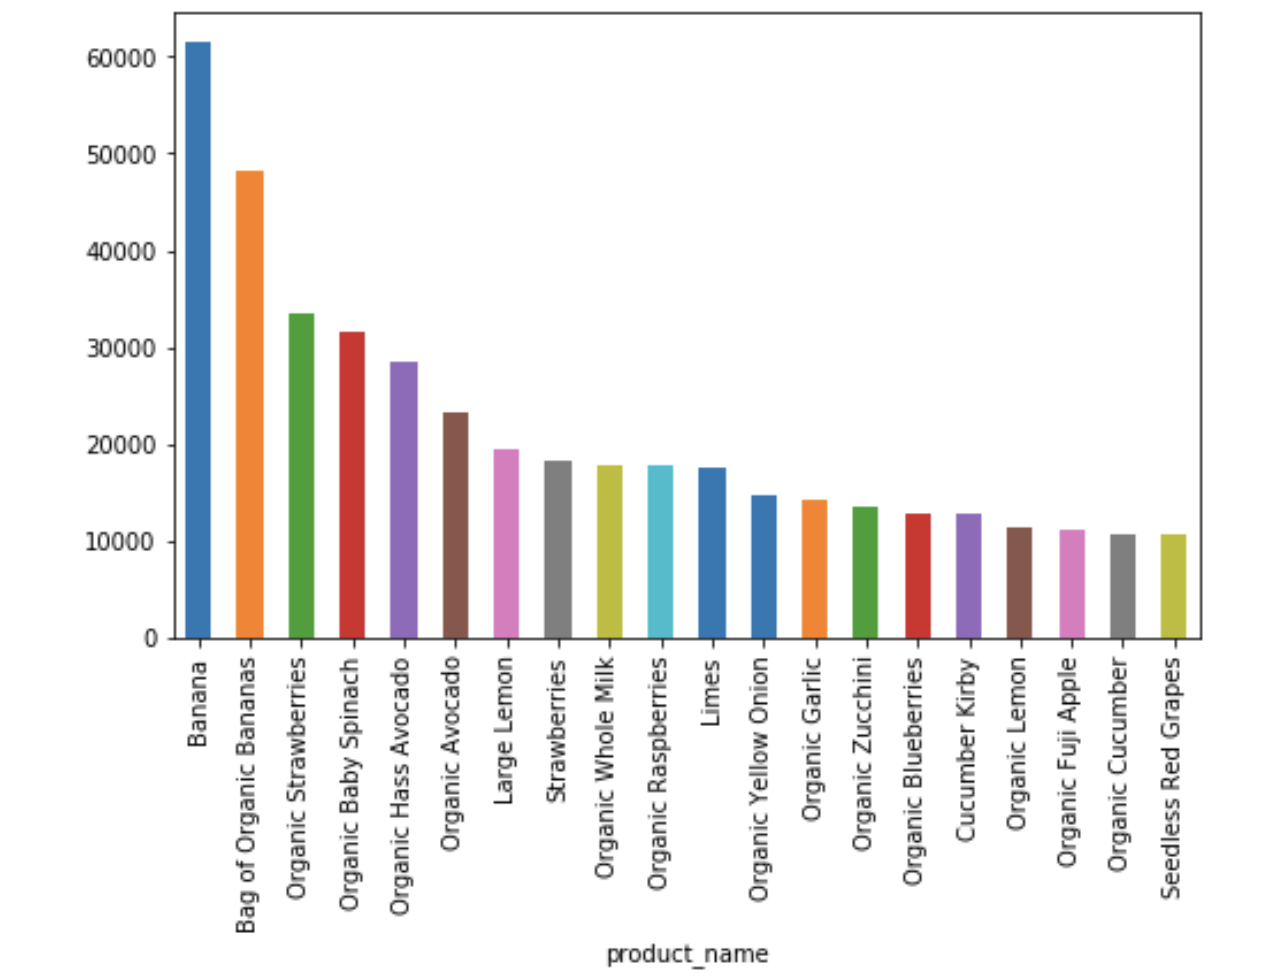 60000
50000
40000
30000
20000
10000
0
Banana
Bag of Organic Bananas
Organic Strawberries
Organic Baby Spinach
Organic Hass Avocado
Organic Avocado
Large Lemon
Strawberries
Organic Whole Milk
Organic Raspberries
Limes
Organic Yellow Onion
Organic Garlic
Organic Zucchini
Organic Blueberries
Cucumber Kirby
Organic Lemon
Organic Fuji Apple
Organic Cucumber
Seedless Red Grapes
product_name